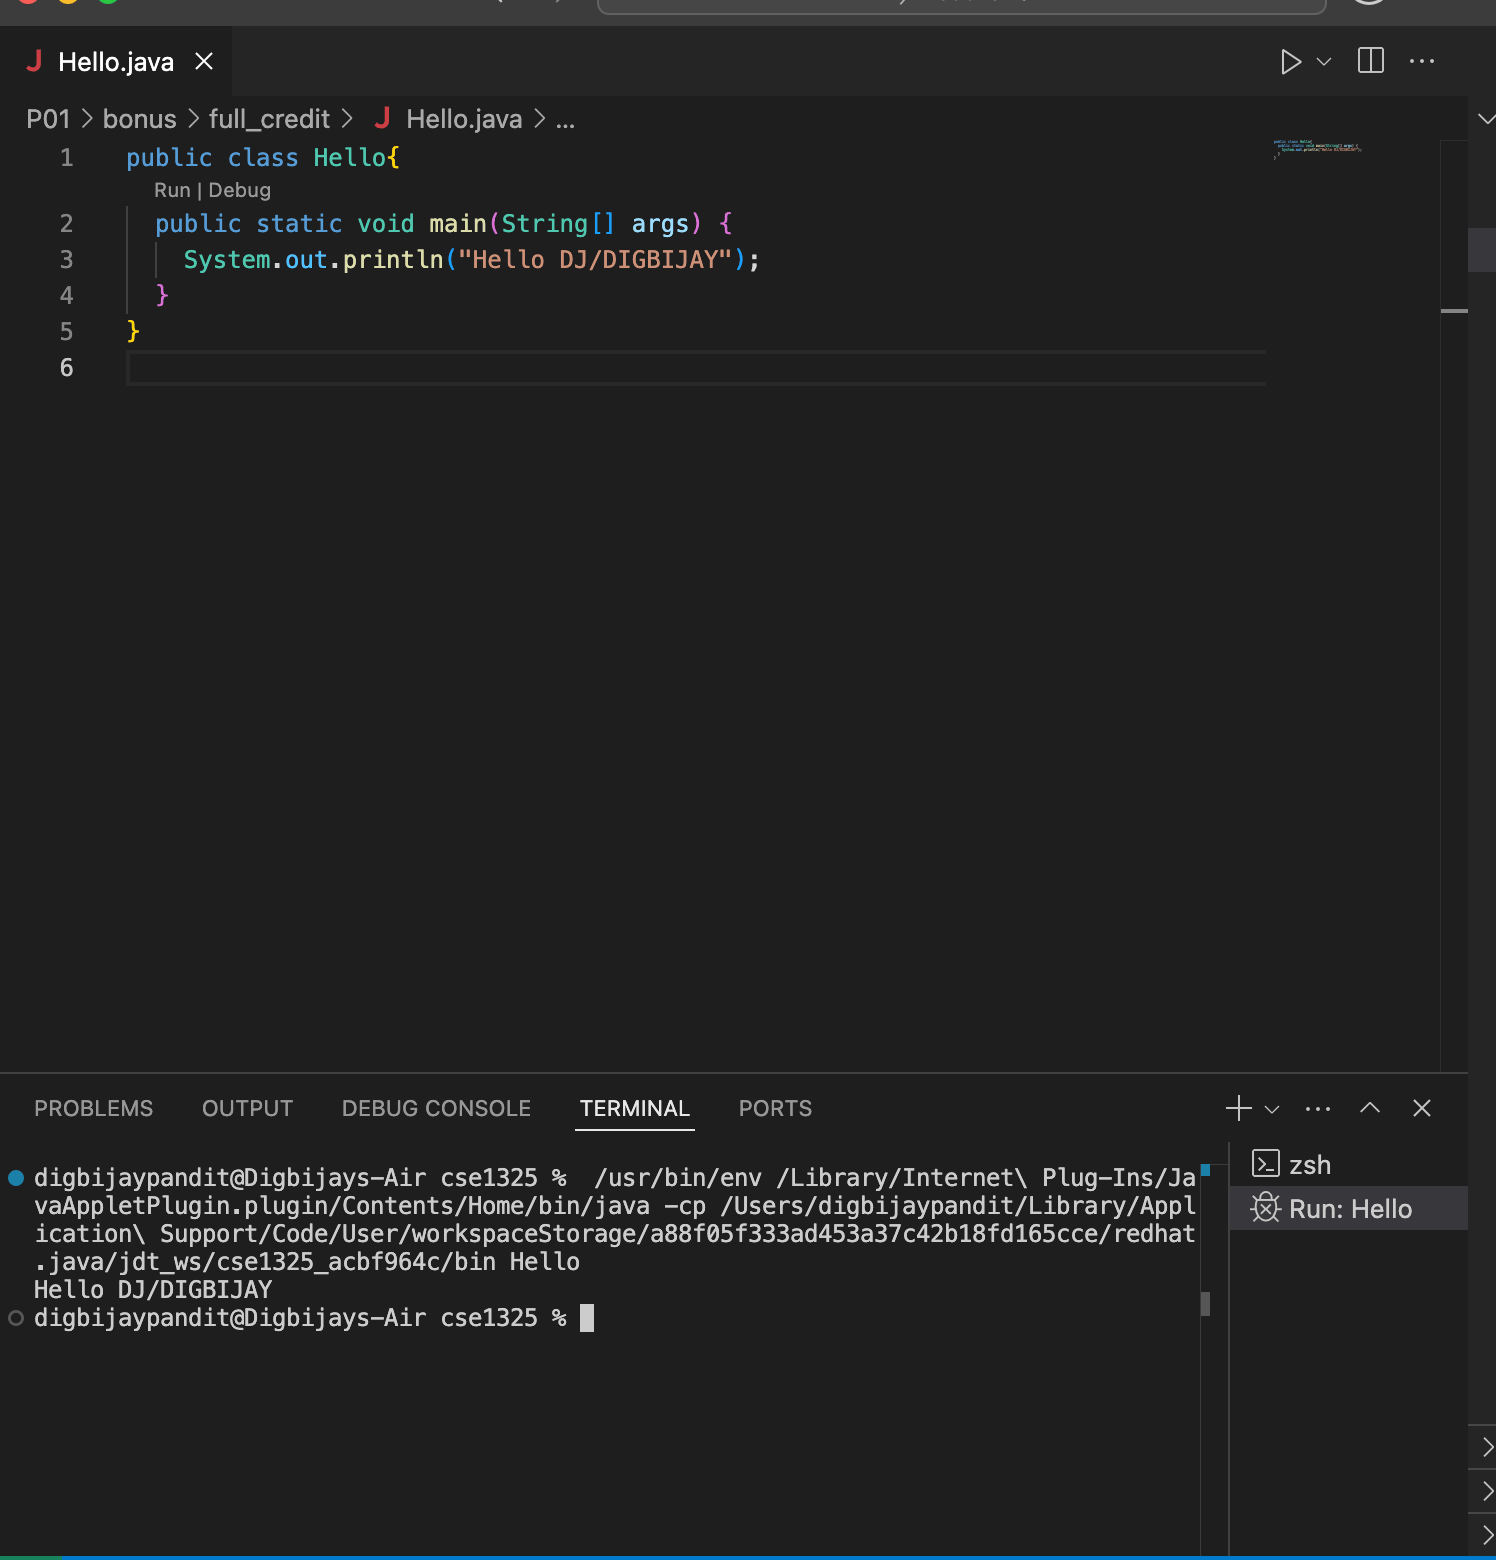 Hello.java
P01 > bonus > full_credit > Hello.java > ...
1 public class Hello{
Run | Debug
2 public static void main(String[] args) {
3 System.out.println("Hello DJ/DIGBIJAY");
4 }
5 }
6
PROBLEMS OUTPUT DEBUG CONSOLE TERMINAL PORTS
digbijaypandit@Digbijays-Air cse1325 %  /usr/bin/env /Library/Internet\ Plug-Ins/Ja
vaAppletPlugin.plugin/Contents/Home/bin/java -cp /Users/digbijaypandit/Library/Appl
ication\ Support/Code/User/workspaceStorage/a88f05f333ad453a37c42b18fd165cce/redhat
.java/jdt_ws/cse1325_acbf964c/bin Hello
Hello DJ/DIGBIJAY
digbijaypandit@Digbijays-Air cse1325 %
zsh
Run: Hello